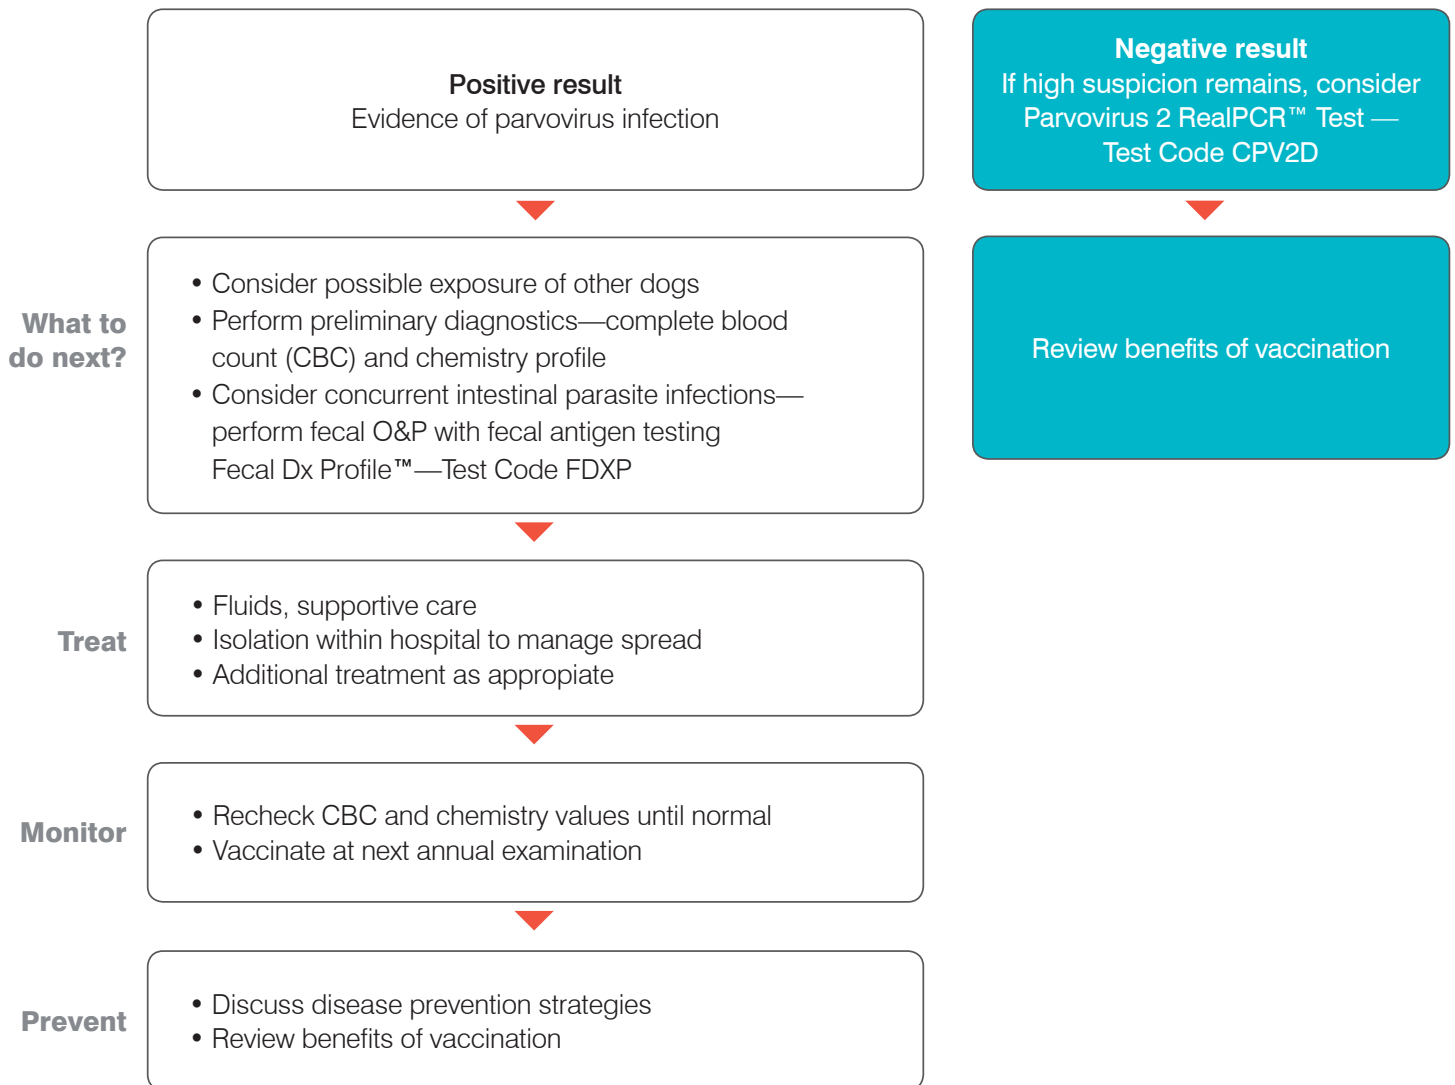 Positive result
Evidence of parvovirus infection
Negative result
If high suspicion remains, consider
Parvovirus 2 RealPCR™ Test —
Test Code CPV2D
What to
do next?
• Consider possible exposure of other dogs
• Perform preliminary diagnostics—complete blood
count (CBC) and chemistry profile
• Consider concurrent intestinal parasite infections—
perform fecal O&P with fecal antigen testing
Fecal Dx Profile™—Test Code FDXP
Review benefits of vaccination
Treat
• Fluids, supportive care
• Isolation within hospital to manage spread
• Additional treatment as appropiate
Monitor
• Recheck CBC and chemistry values until normal
• Vaccinate at next annual examination
Prevent
• Discuss disease prevention strategies
• Review benefits of vaccination